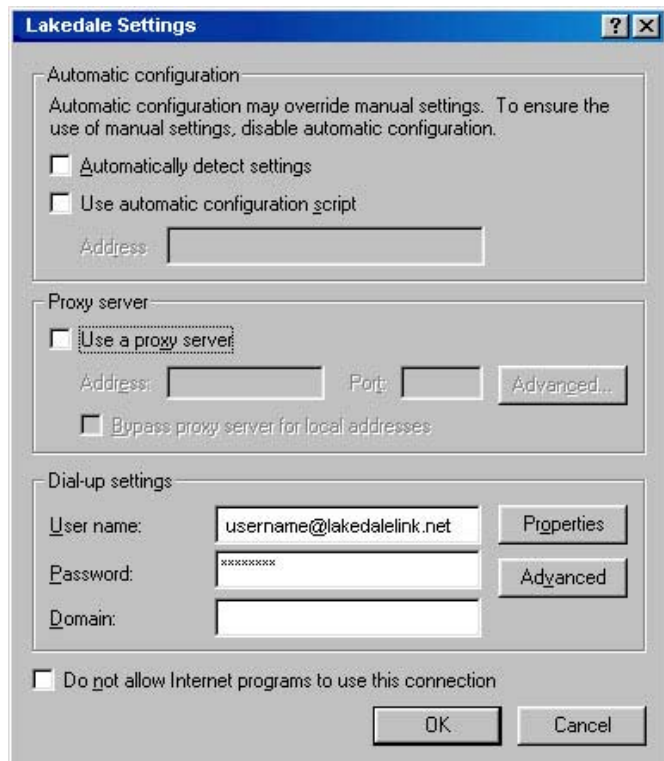 Lakedale Settings
Automatic configuration
Automatic configuration may override manual settings. To ensure the
use of manual settings, disable automatic configuration.
Automatically detect settings
Use automatic configuration script
Address
Proxy server
Use a proxy server
Address: Port: Advanced...
Bypass proxy server for local addresses
Dial-up settings
User name: username@lakedalelink.net Properties
Password: ******** Advanced
Domain:
Do not allow Internet programs to use this connection
OK Cancel